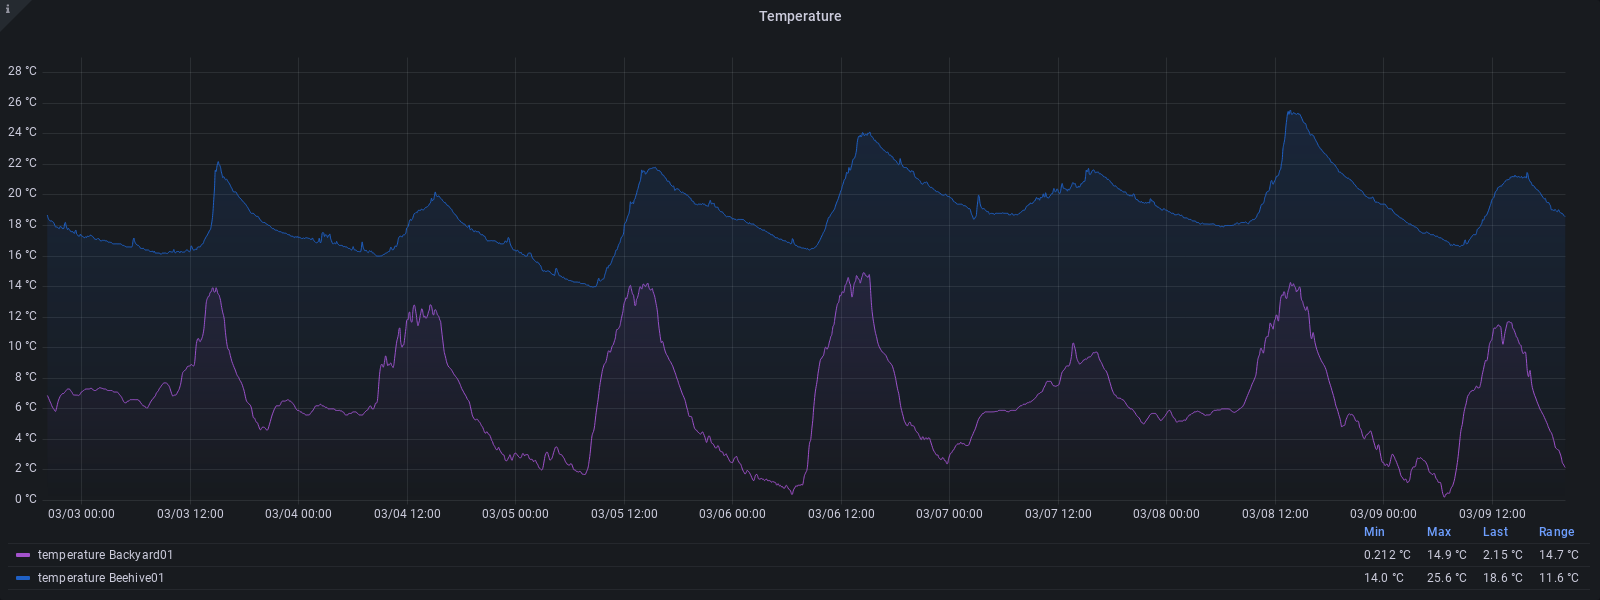 i
Temperature
28 °C
26 °C
24 °C
22 °C
20 °C
18 °C
16 °C
14 °C
12 °C
10 °C
8 °C
6 °C
4 °C
2 °C
0 °C
03/03 00:00 03/03 12:00 03/04 00:00 03/04 12:00 03/05 00:00 03/05 12:00 03/06 00:00 03/06 12:00 03/07 00:00 03/07 12:00 03/08 00:00 03/08 12:00 03/09 00:00 03/09 12:00
Min Max Last Range
temperature Backyard01 0.212 °C 14.9 °C 2.15 °C 14.7 °C
temperature Beehive01 14.0 °C 25.6 °C 18.6 °C 11.6 °C